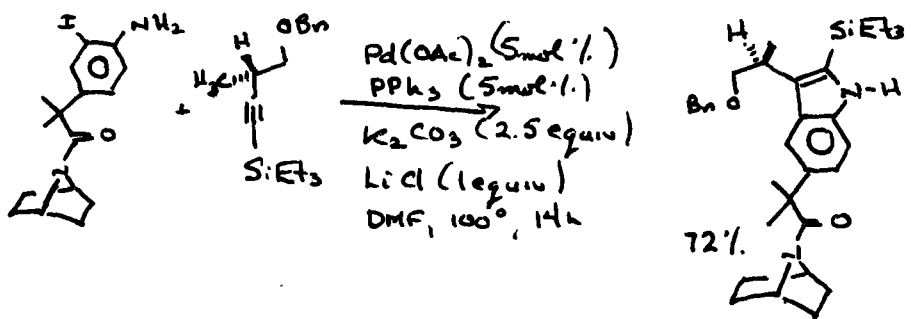 I
NH2
O
N
+
H3C
H
OBn
SiEt3
Pd(OAc)2 (5mol%)
PPh3 (5mol%)
K2CO3 (2.5 equiv)
LiCl (1equiv)
DMF, 100°, 14h
H
SiEt3
N-H
Bn
O
O
N
72%